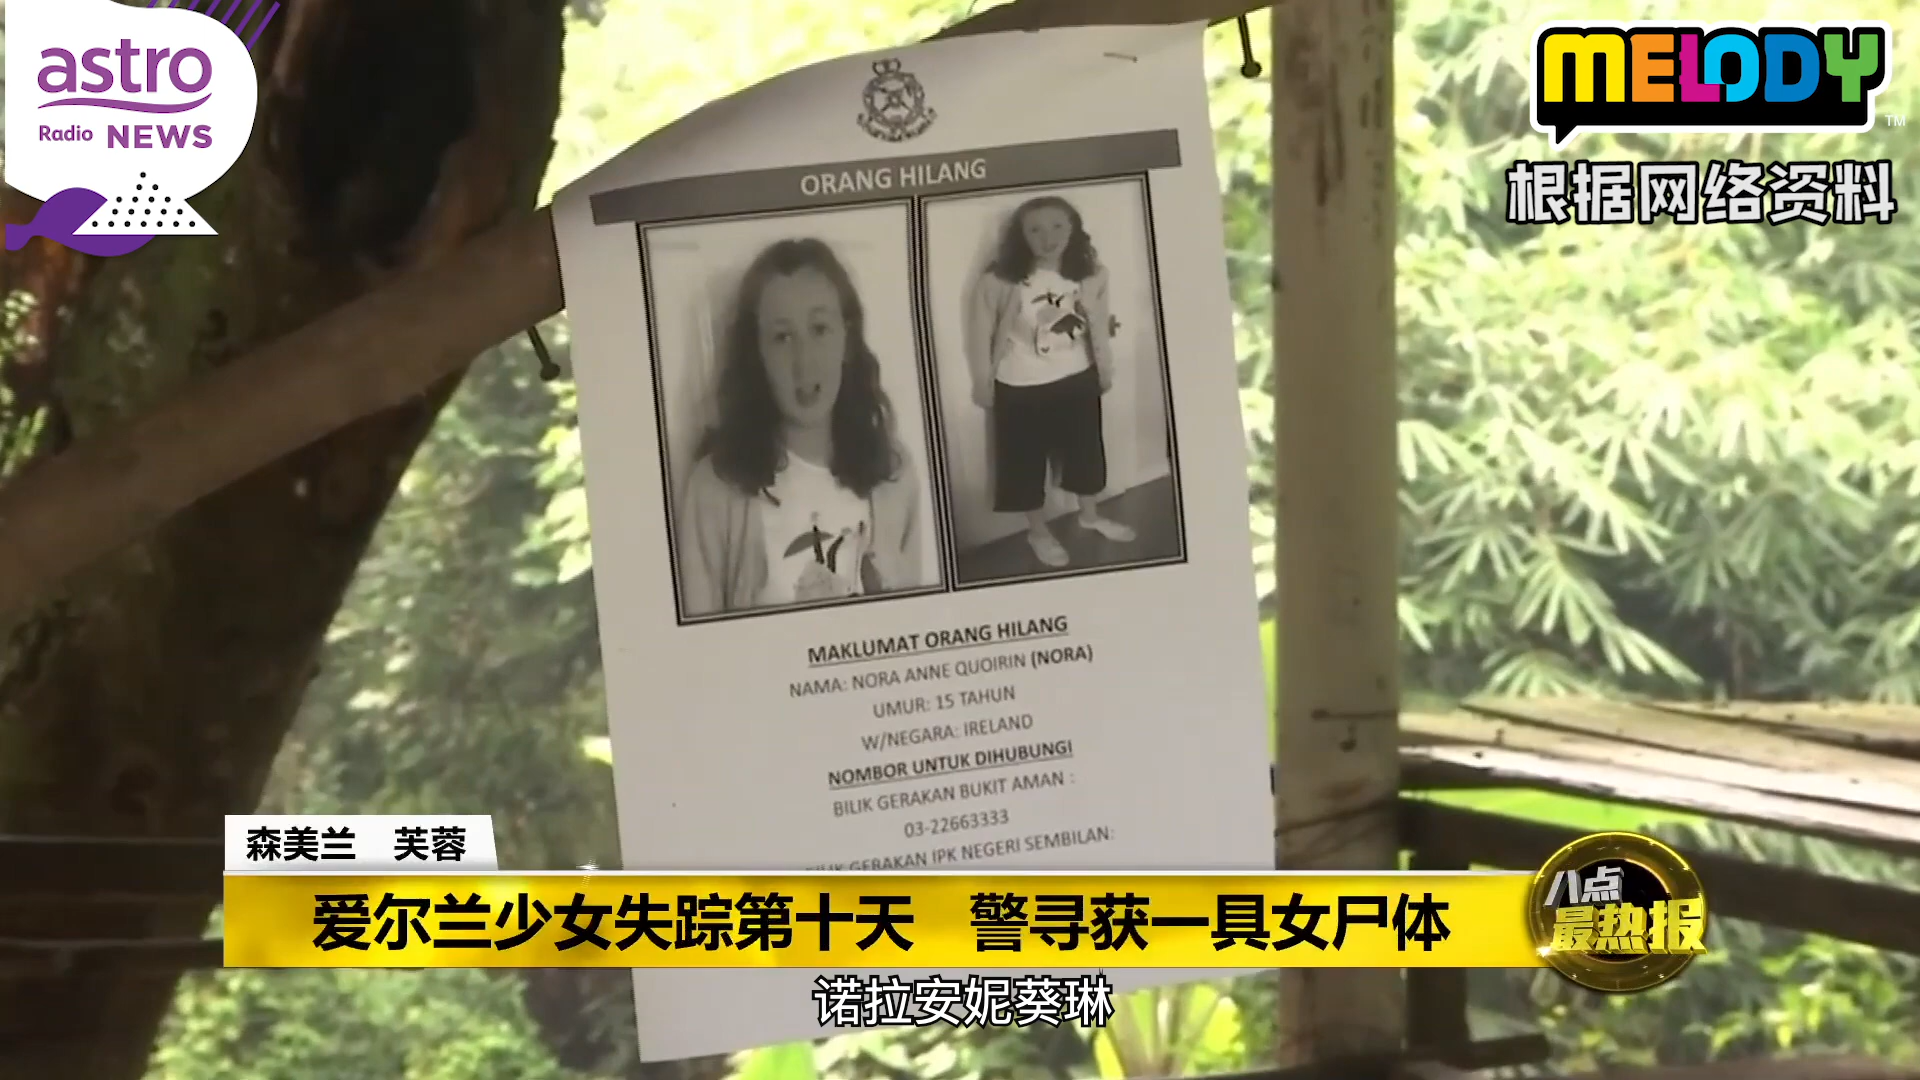 astro
Radio NEWS
MELODY
TM
根据网络资料
ORANG HILANG
MAKLUMAT ORANG HILANG
NAMA: NORA ANNE QUOIRIN (NORA)
UMUR: 15 TAHUN
W/NEGARA: IRELAND
NOMBOR UNTUK DIHUBUNGI
BILIK GERAKAN BUKIT AMAN :
03-22663333
BILIK GERAKAN IPK NEGERI SEMBILAN:
森美兰 芙蓉
爱尔兰少女失踪第十天 警寻获一具女尸体
八点
最热报
诺拉安妮葵琳